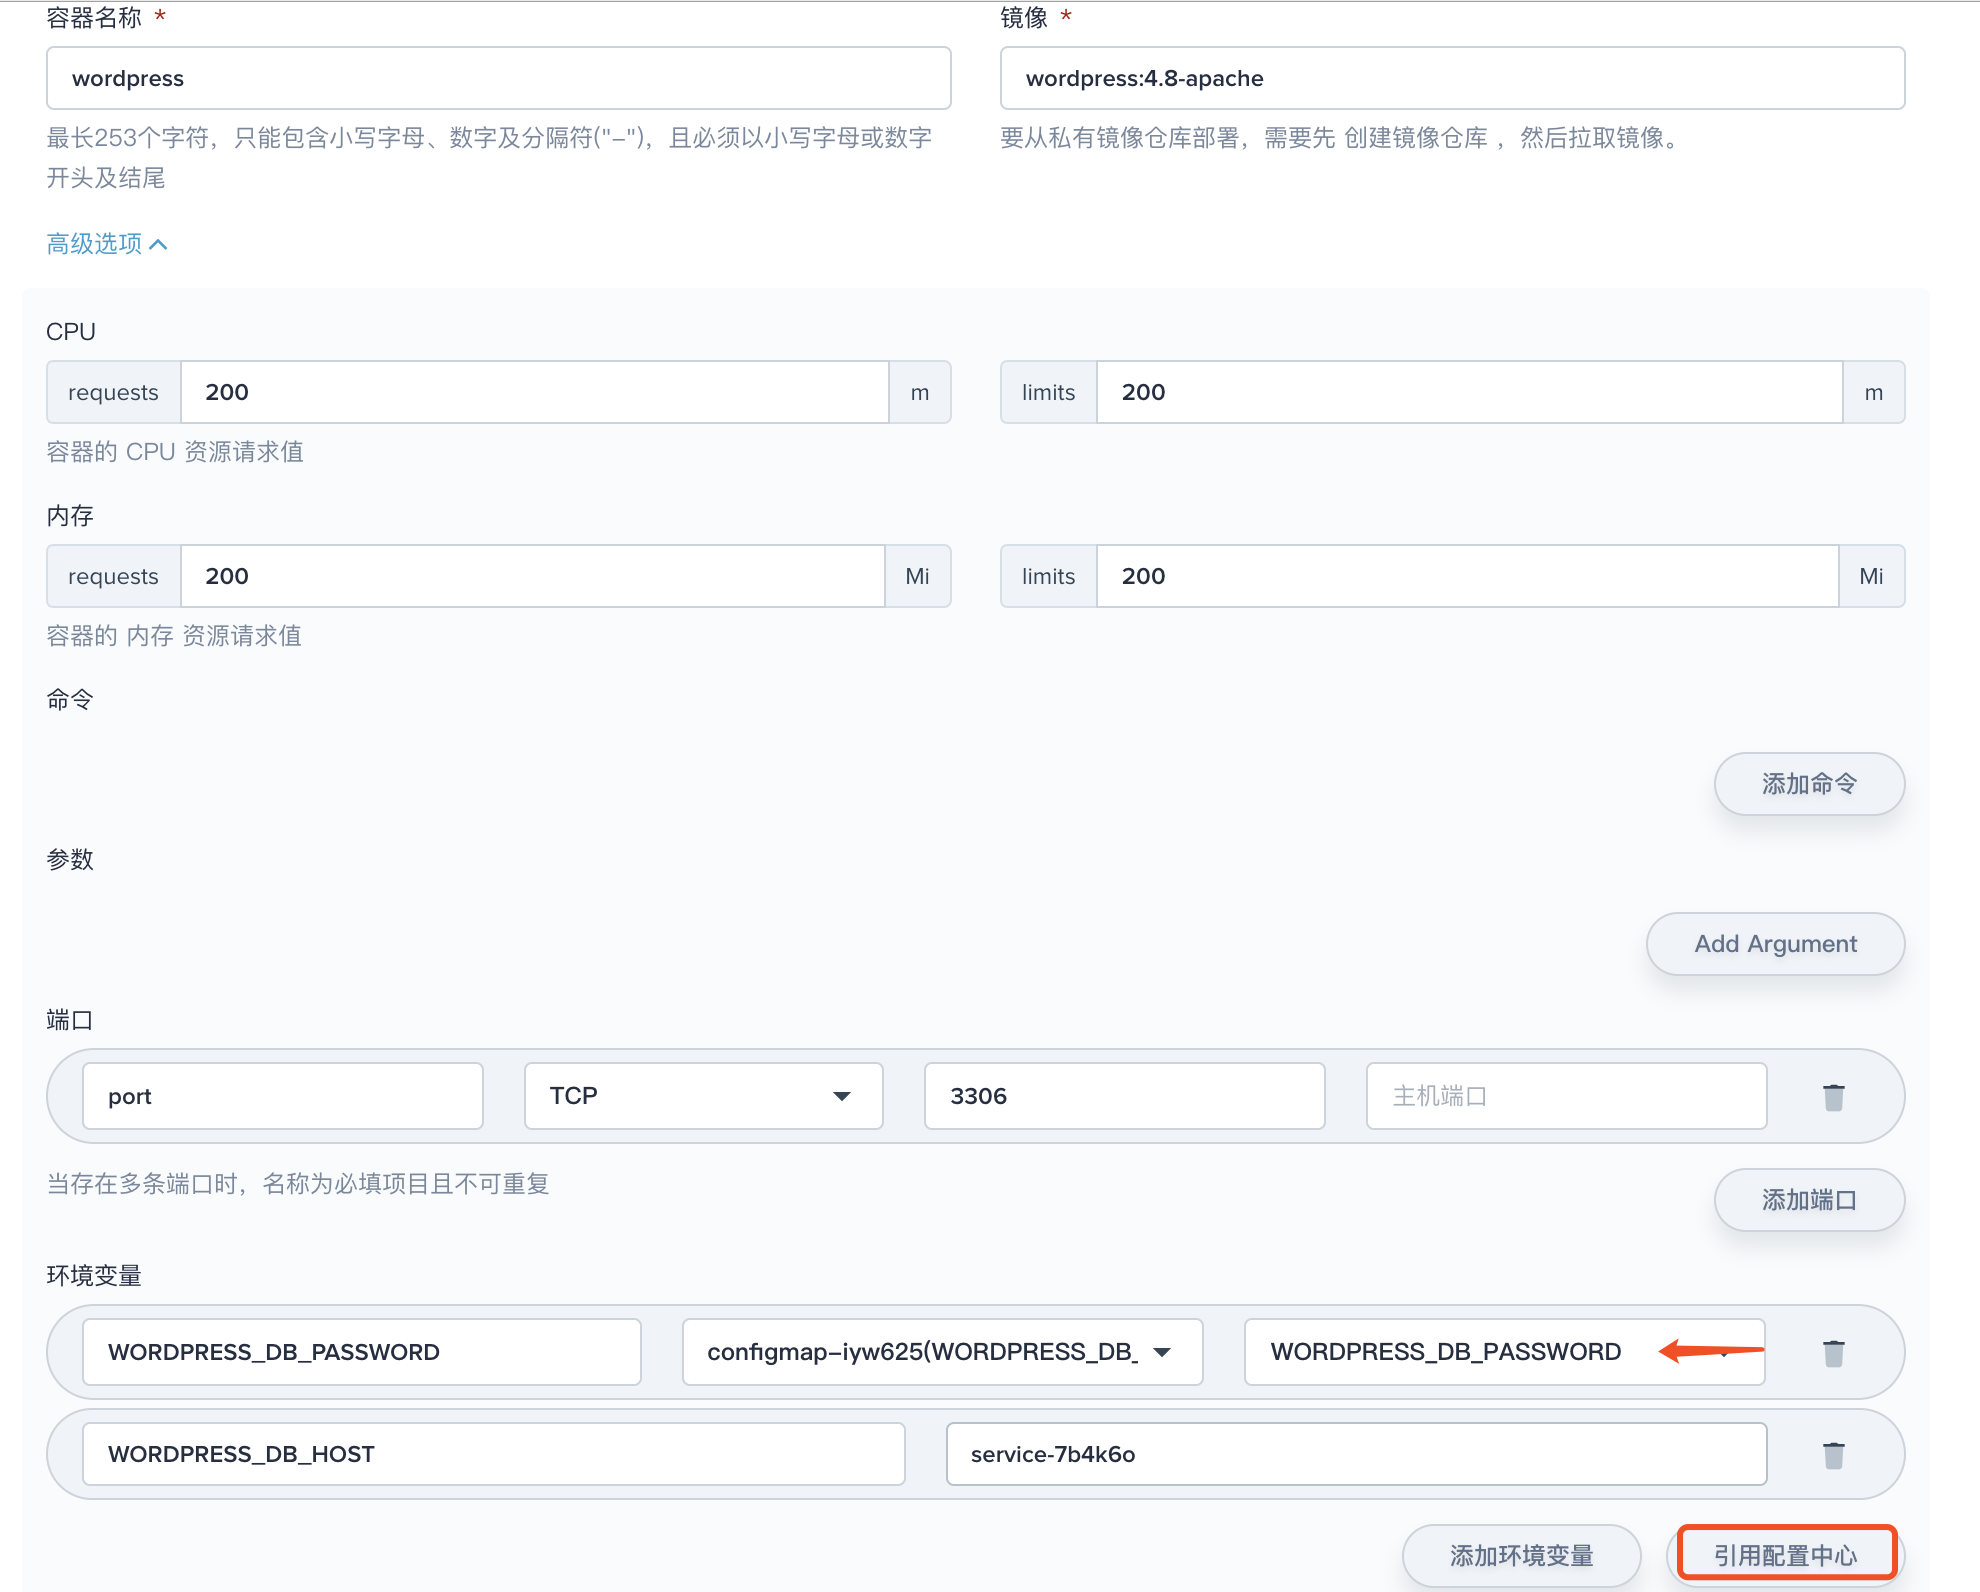 容器名称 *
镜像 *
wordpress
wordpress:4.8-apache
最长253个字符，只能包含小写字母、数字及分隔符("-")，且必须以小写字母或数字
开头及结尾
要从私有镜像仓库部署，需要先 创建镜像仓库 ，然后拉取镜像。
高级选项
CPU
requests 200 m
limits 200 m
容器的 CPU 资源请求值
内存
requests 200 Mi
limits 200 Mi
容器的 内存 资源请求值
命令
添加命令
参数
Add Argument
端口
port TCP 3306 主机端口
当存在多条端口时，名称为必填项目且不可重复
添加端口
环境变量
WORDPRESS_DB_PASSWORD configmap-iyw625(WORDPRESS_DB_ WORDPRESS_DB_PASSWORD
WORDPRESS_DB_HOST service-7b4k6o
添加环境变量 引用配置中心